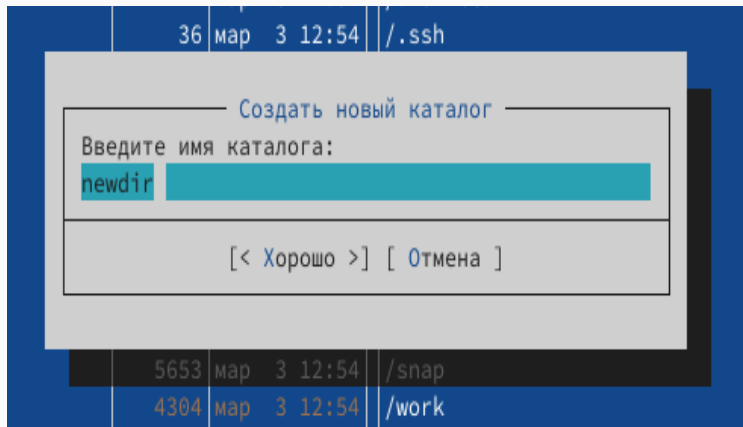 36 мар 3 12:54 /.ssh
Создать новый каталог
Введите имя каталога:
newdir
[< Хорошо >] [ Отмена ]
5653 мар 3 12:54 /snap
4304 мар 3 12:54 /work